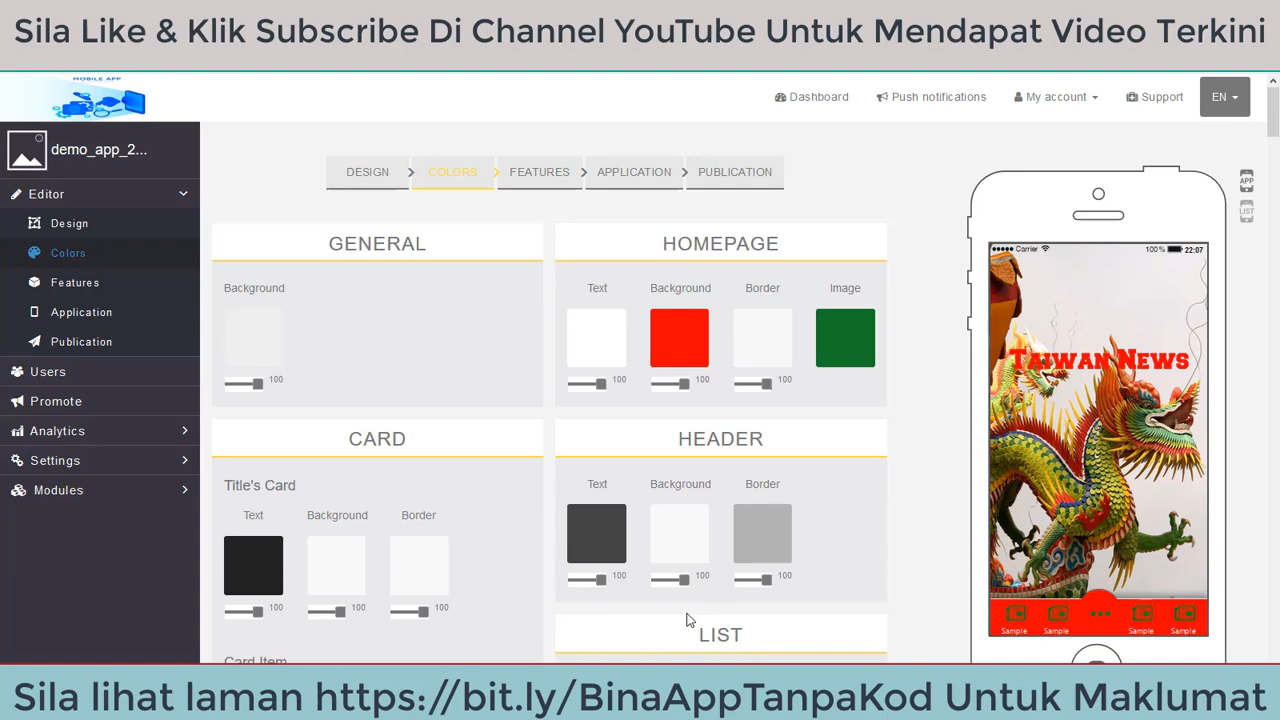 Sila Like & Klik Subscribe Di Channel YouTube Untuk Mendapat Video Terkini
MOBILE APP
Dashboard
Push notifications
My account
Support
EN
demo_app_2...
Editor
Design
Colors
Features
Application
Publication
Users
Promote
Analytics
Settings
Modules
DESIGN
COLORS
FEATURES
APPLICATION
PUBLICATION
GENERAL
Background
100
HOMEPAGE
Text Background Border Image
100 100 100
CARD
Title's Card
Text Background Border
100 100 100
Card Item
HEADER
Text Background Border
100 100 100
LIST
APP
LIST
Carrier 100% 22:07
Taiwan News
Sample Sample Sample Sample
Sila lihat laman https://bit.ly/BinaAppTanpaKod Untuk Maklumat